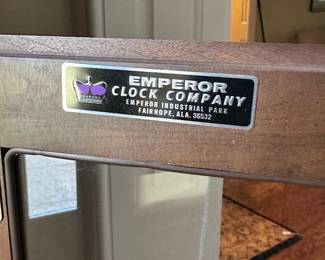 EMPEROR
CLOCK COMPANY
EMPEROR INDUSTRIAL PARK
FAIRHOPE, ALA. 36532